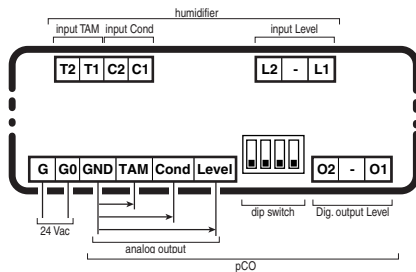 humidifier
input TAM input Cond input Level
T2 T1 C2 C1 L2 - L1
G G0 GND TAM Cond Level O2 - O1
24 Vac dip switch Dig. output Level
analog output
pCO